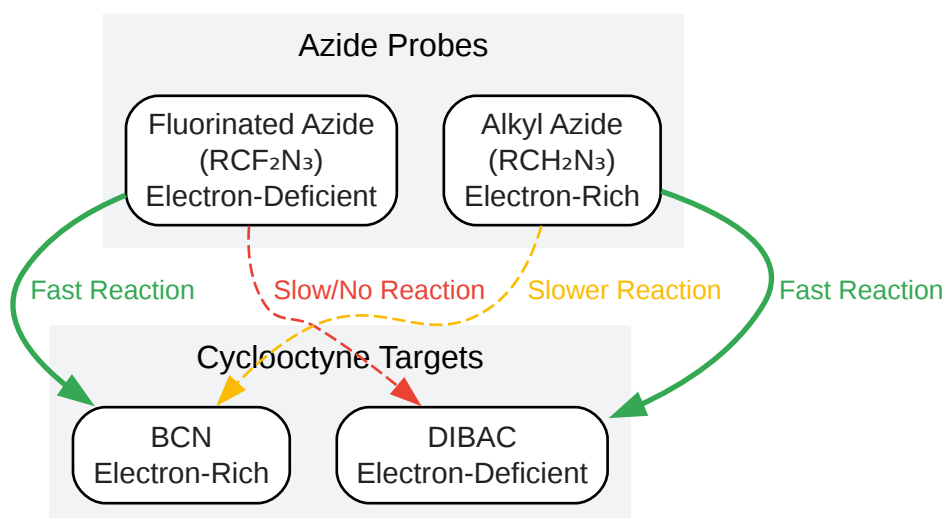 Azide Probes
Fluorinated Azide
(RCF₂N₃)
Electron-Deficient
Alkyl Azide
(RCH₂N₃)
Electron-Rich
Fast Reaction
Slow/No Reaction
Slower Reaction
Fast Reaction
Cyclooctyne Targets
BCN
Electron-Rich
DIBAC
Electron-Deficient